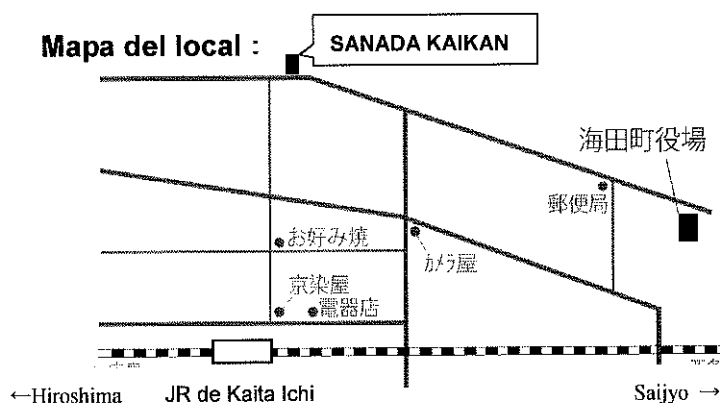 Mapa del local :
SANADA KAIKAN
海田町役場
郵便局
お好み焼
カメラ屋
京染屋
電器店
←Hiroshima
JR de Kaita Ichi
Saijyo →